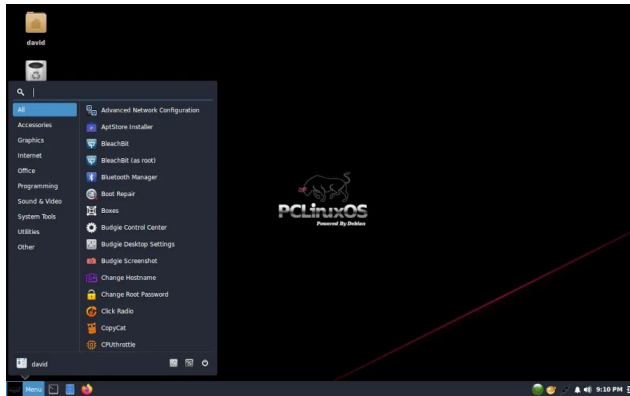 david
All
Accessories
Graphics
Internet
Office
Programming
Sound & Video
System Tools
Utilities
Other
Advanced Network Configuration
AptStore Installer
BleachBit
BleachBit (as root)
Bluetooth Manager
Boot Repair
Boxes
Budgie Control Center
Budgie Desktop Settings
Budgie Screenshot
Change Hostname
Change Root Password
Click Radio
CopyCat
CPUthrottle
david
PCLinuxOS
Powered By Debian
Menu
9:10 PM